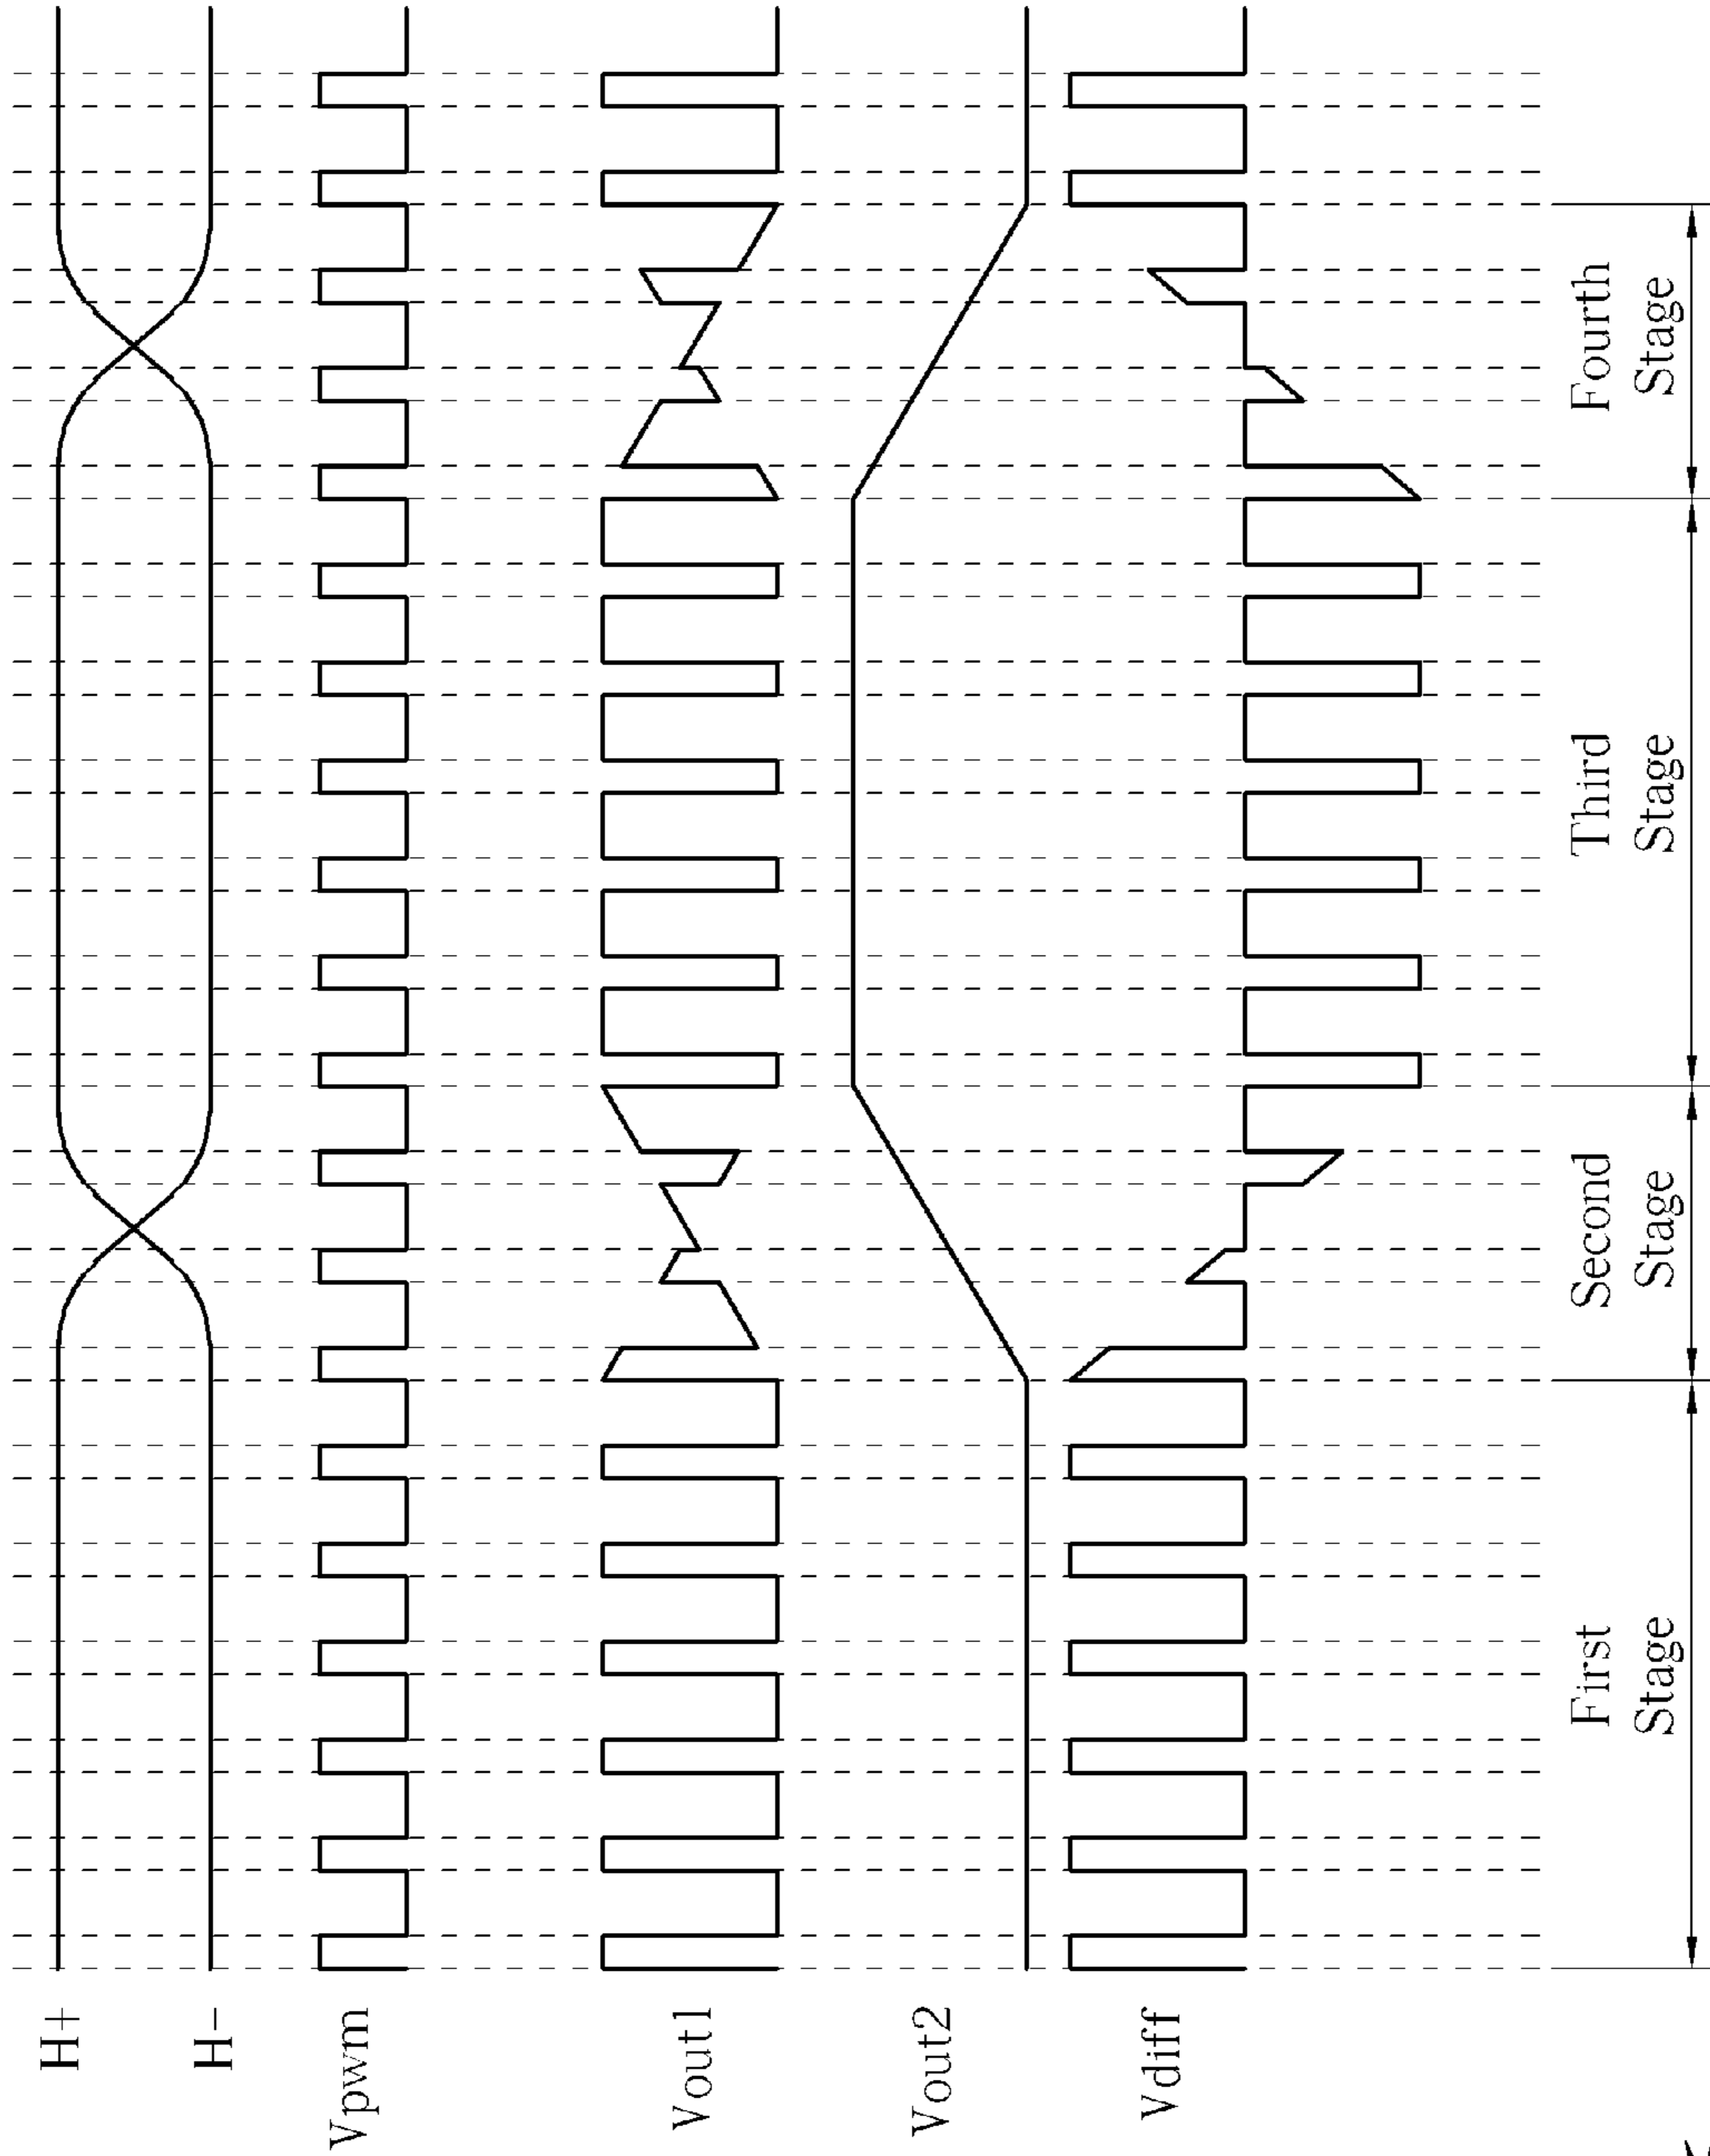 H+
H-
Vpwm
Vout1
Vout2
Vdiff
First
Stage
Second
Stage
Third
Stage
Fourth
Stage